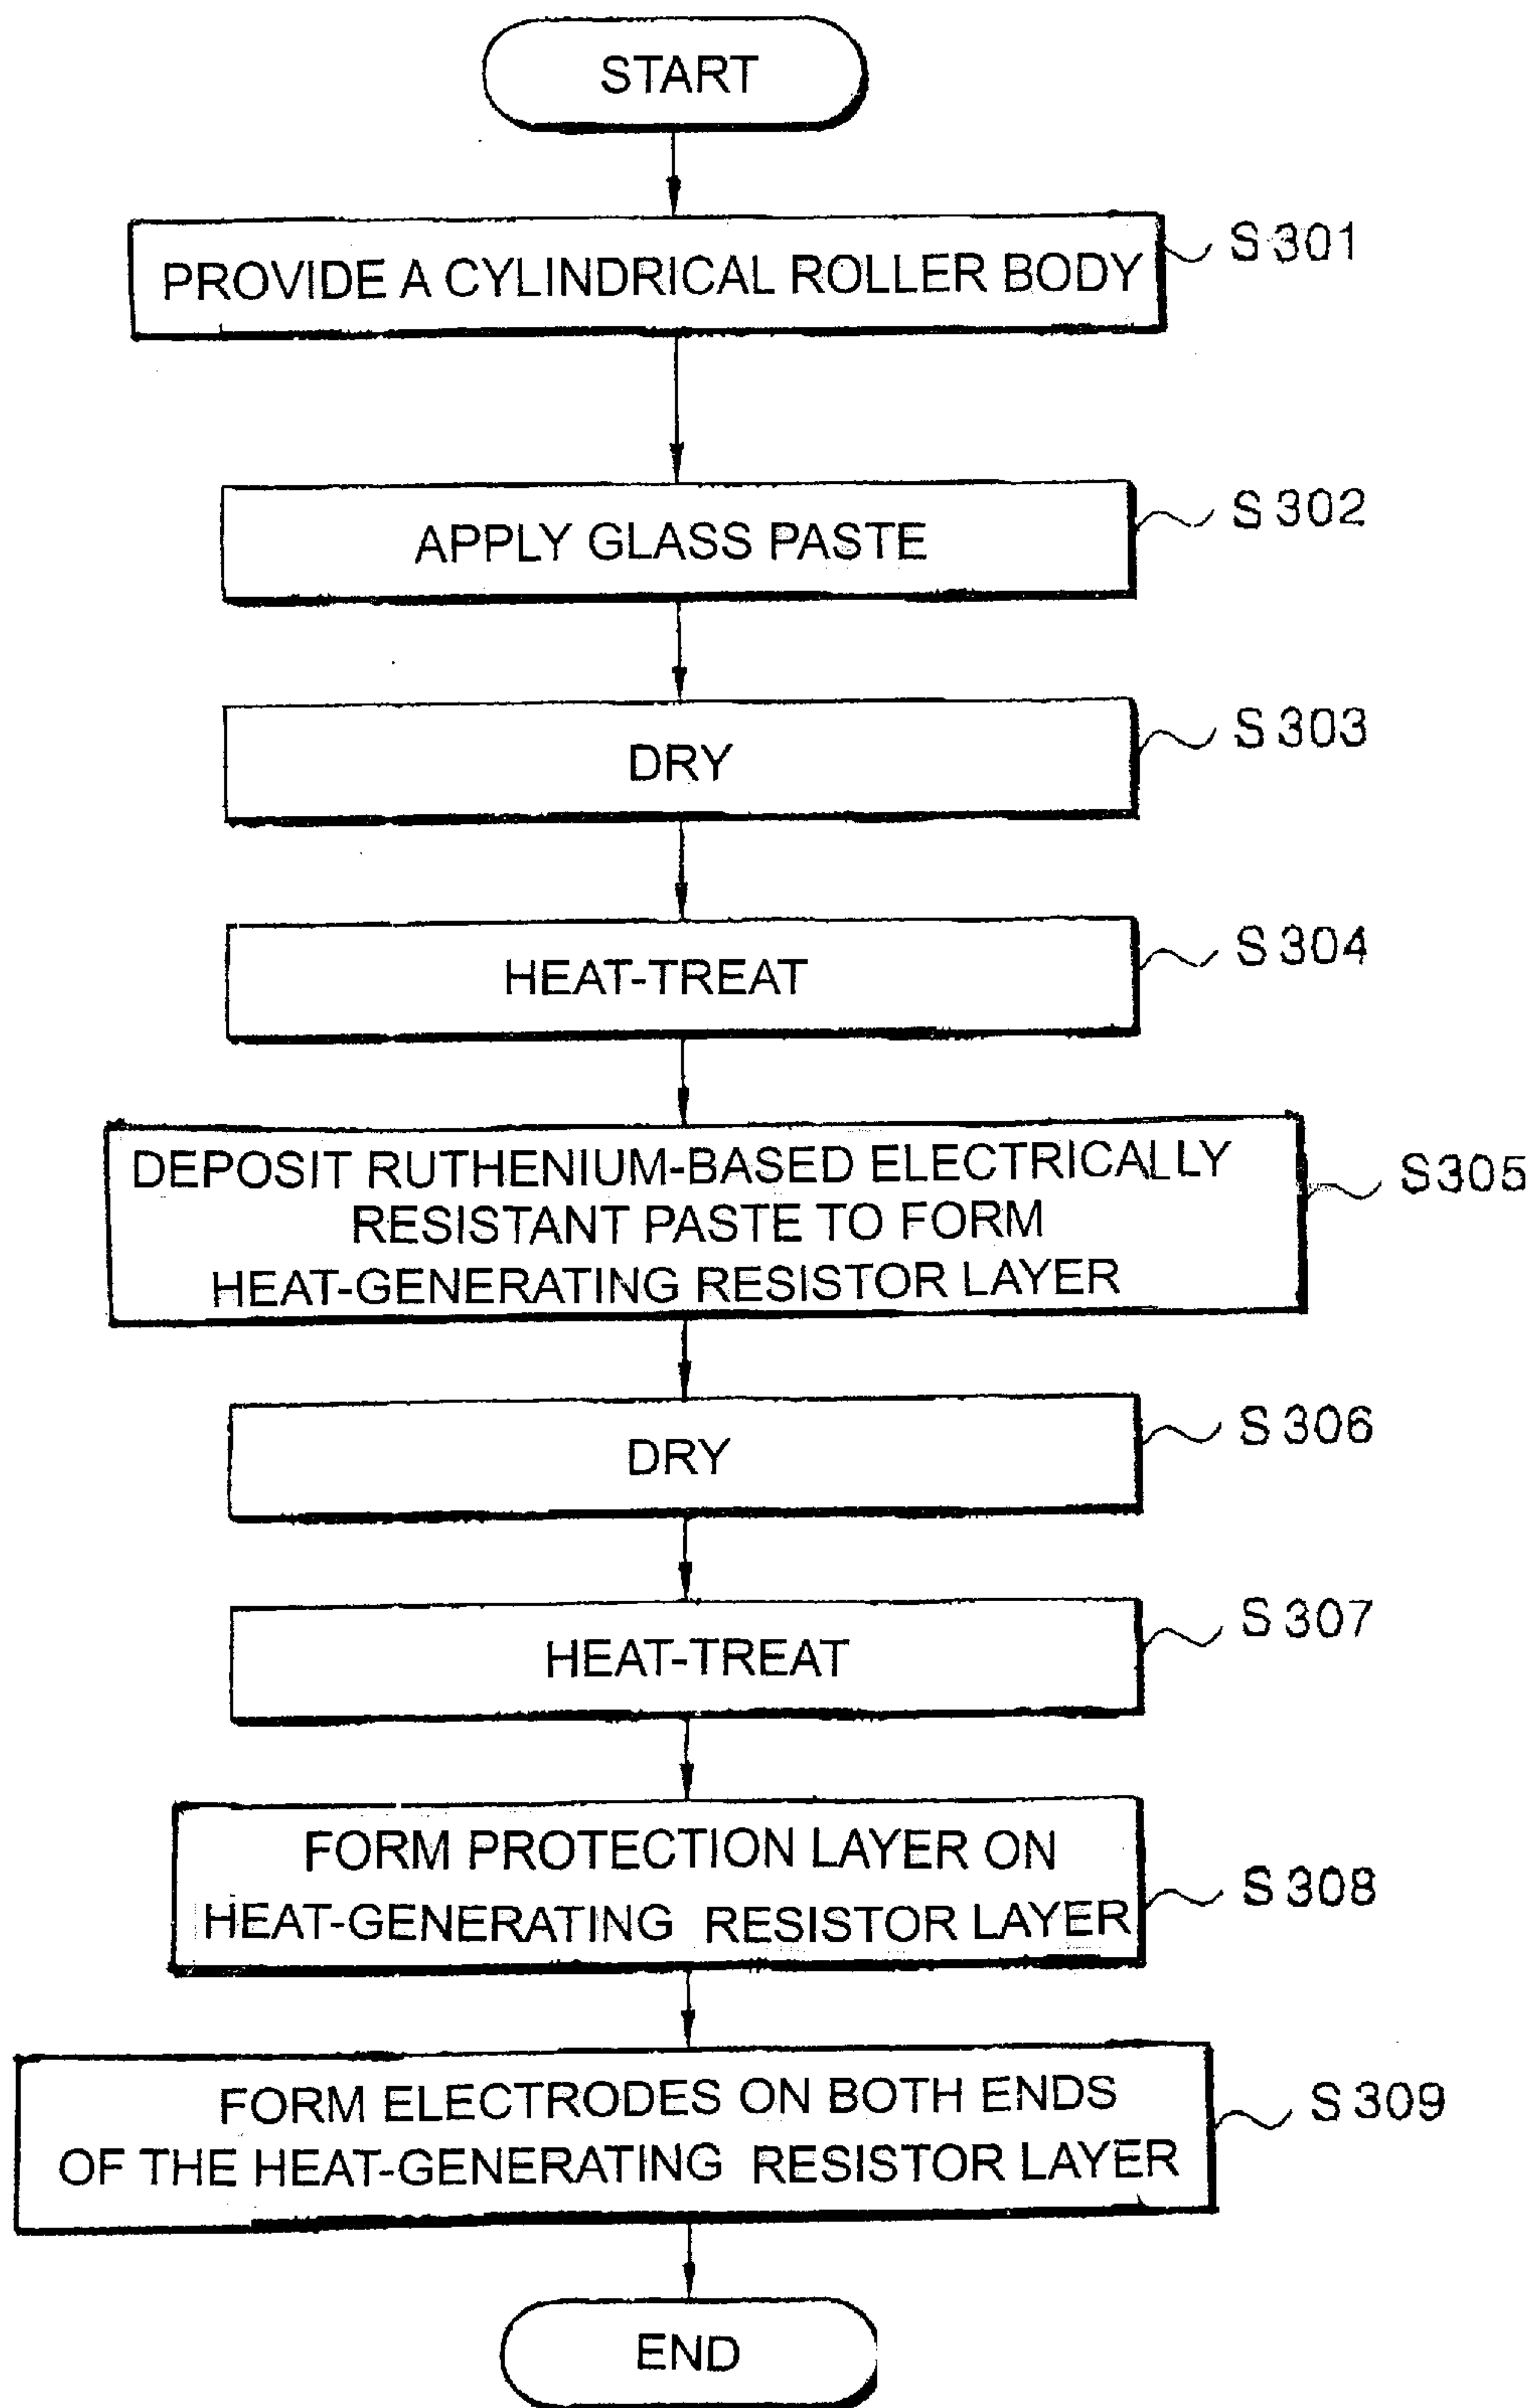 START
PROVIDE A CYLINDRICAL ROLLER BODY
S301
APPLY GLASS PASTE
S302
DRY
S303
HEAT-TREAT
S304
DEPOSIT RUTHENIUM-BASED ELECTRICALLY
RESISTANT PASTE TO FORM
HEAT-GENERATING RESISTOR LAYER
S305
DRY
S306
HEAT-TREAT
S307
FORM PROTECTION LAYER ON
HEAT-GENERATING RESISTOR LAYER
S308
FORM ELECTRODES ON BOTH ENDS
OF THE HEAT-GENERATING RESISTOR LAYER
S309
END